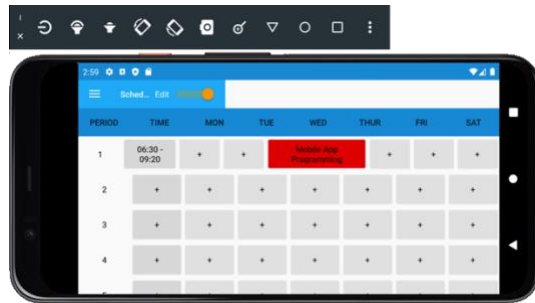 2:59
Sched... Edit
PERIOD TIME MON TUE WED THUR FRI SAT
1 06:30 - 09:20 + + Mobile App Programming + + +
2 + + + + + + +
3 + + + + + + +
4 + + + + + + +